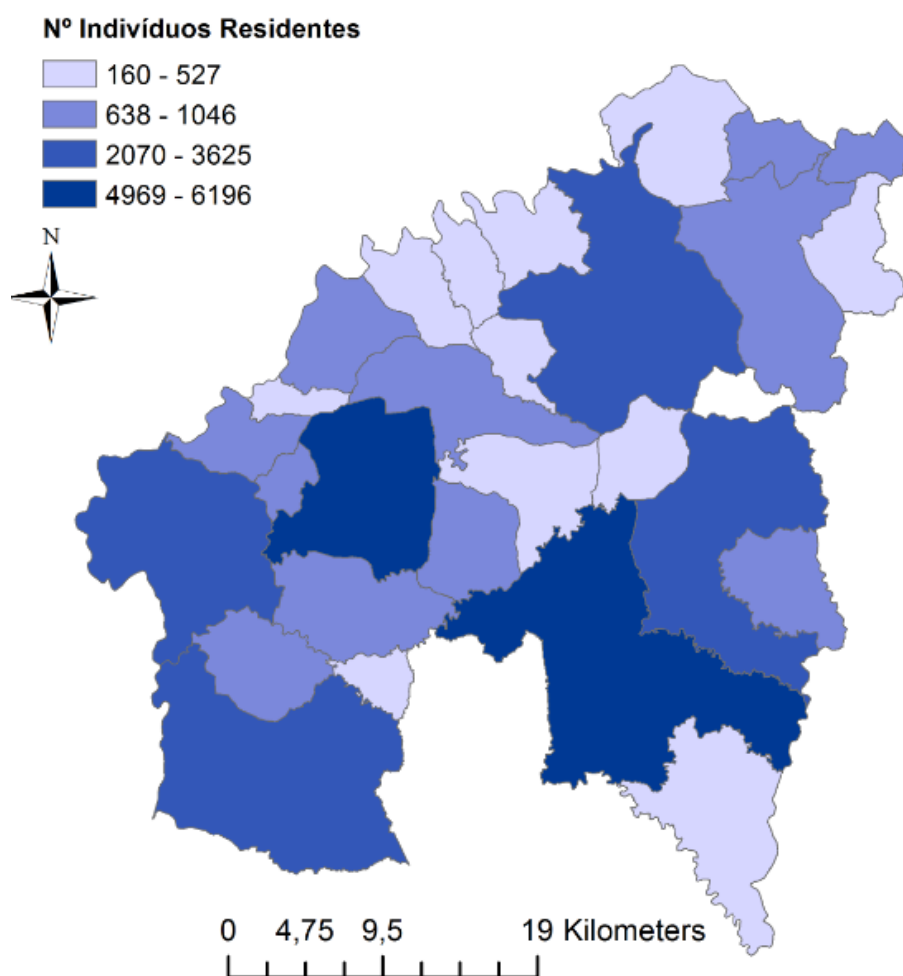 Nº Indivíduos Residentes
160 - 527
638 - 1046
2070 - 3625
4969 - 6196
N
0 4,75 9,5 19 Kilometers